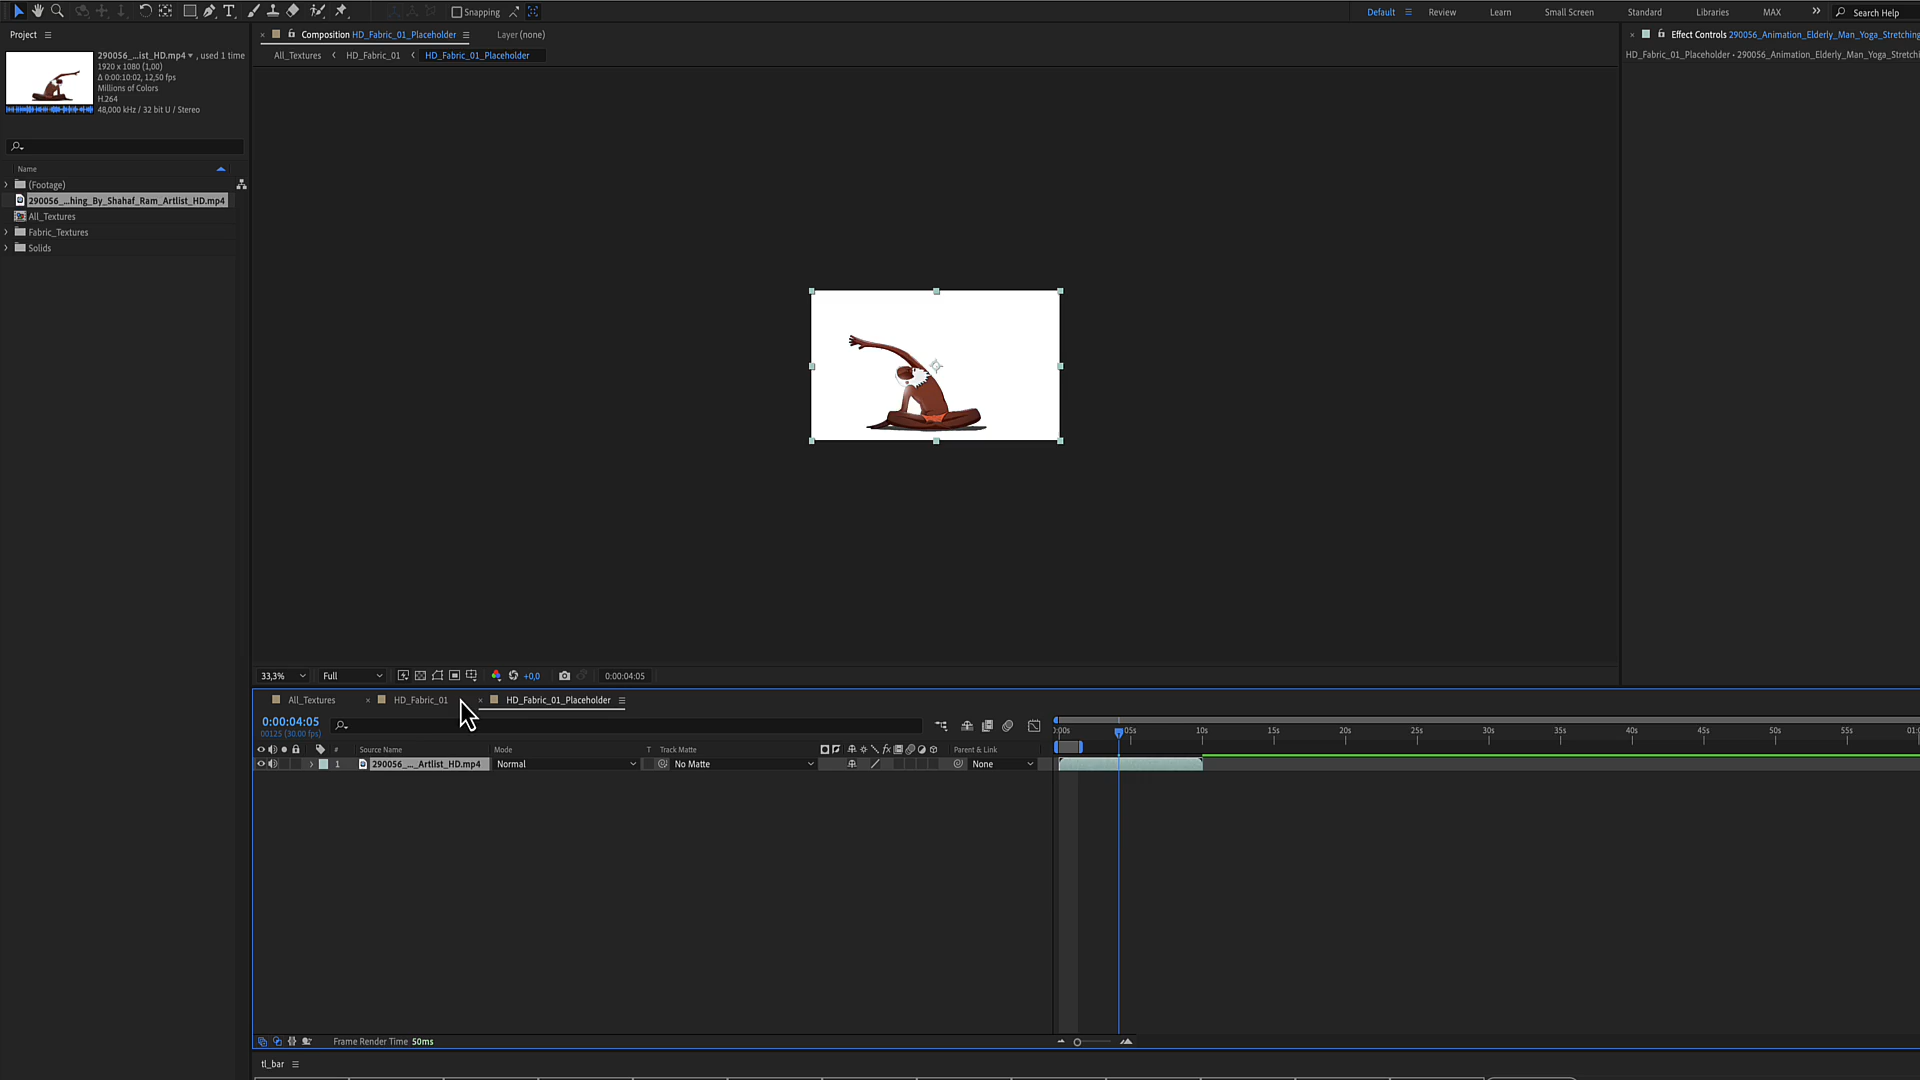 Snapping
Default
Review
Learn
Small Screen
Standard
Libraries
MAX
Search Help
Project
290056_...ist_HD.mp4 , used 1 time
1920 x 1080 (1,00)
Δ 0:00:10:02, 12,50 fps
Millions of Colors
H.264
48,000 kHz / 32 bit U / Stereo
Name
(Footage)
290056_...hing_By_Shahaf_Ram_Artlist_HD.mp4
All_Textures
Fabric_Textures
Solids
Composition HD_Fabric_01_Placeholder
Layer (none)
All_Textures
HD_Fabric_01
HD_Fabric_01_Placeholder
Effect Controls 290056_Animation_Elderly_Man_Yoga_Stretching
HD_Fabric_01_Placeholder • 290056_Animation_Elderly_Man_Yoga_Stretchi
33,3%
Full
+0,0
0:00:04:05
All_Textures
HD_Fabric_01
HD_Fabric_01_Placeholder
0:00:04:05
00125 (30.00 fps)
# Source Name
Mode
T Track Matte
Parent & Link
1 290056_..._Artlist_HD.mp4
Normal
No Matte
None
:00s
05s
10s
15s
20s
25s
30s
35s
40s
45s
50s
55s
01:0
Frame Render Time 50ms
tl_bar